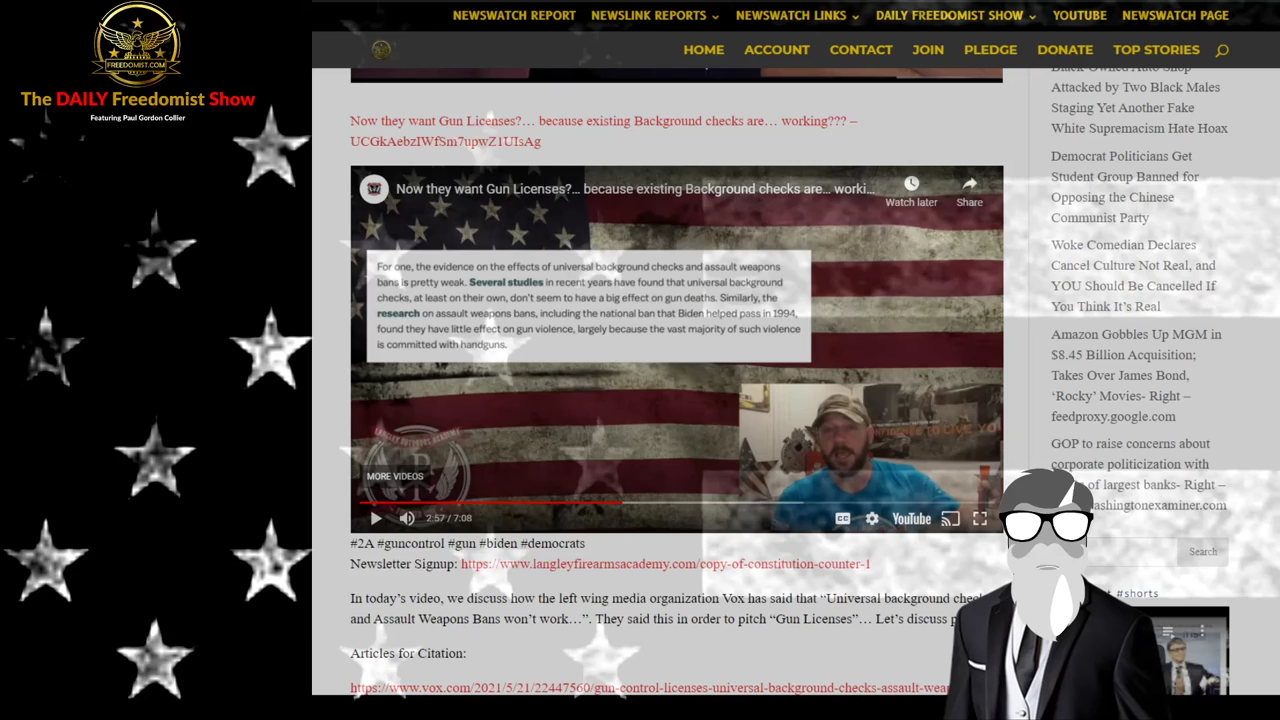 FREEDOMIST.COM
The DAILY Freedomist Show
Featuring Paul Gordon Collier
NEWSWATCH REPORT NEWSLINK REPORTS NEWSWATCH LINKS DAILY FREEDOMIST SHOW YOUTUBE NEWSWATCH PAGE
HOME ACCOUNT CONTACT JOIN PLEDGE DONATE TOP STORIES
Now they want Gun Licenses?… because existing Background checks are… working??? –
UCGkAebzIWfSm7upwZ1UIsAg
Now they want Gun Licenses?... because existing Background checks are... worki...
Watch later
Share
For one, the evidence on the effects of universal background checks and assault weapons
bans is pretty weak. Several studies in recent years have found that universal background
checks, at least on their own, don't seem to have a big effect on gun deaths. Similarly, the
research on assault weapons bans, including the national ban that Biden helped pass in 1994,
found they have little effect on gun violence, largely because the vast majority of such violence
is committed with handguns.
MORE VIDEOS
2:57 / 7:08
CC
YouTube
#2A #guncontrol #gun #biden #democrats
Newsletter Signup: https://www.langleyfirearmsacademy.com/copy-of-constitution-counter-1
In today's video, we discuss how the left wing media organization Vox has said that "Universal background
and Assault Weapons Bans won't work…". They said this in order to pitch "Gun Licenses"… Let's discuss
Articles for Citation:
https://www.vox.com/2021/5/21/22447560/gun-control-licenses-universal-background-checks-assault-wea
Black-Owned Auto Shop
Attacked by Two Black Males
Staging Yet Another Fake
White Supremacism Hate Hoax
Democrat Politicians Get
Student Group Banned for
Opposing the Chinese
Communist Party
Woke Comedian Declares
Cancel Culture Not Real, and
YOU Should Be Cancelled If
You Think It's Real
Amazon Gobbles Up MGM in
$8.45 Billion Acquisition;
Takes Over James Bond,
'Rocky' Movies- Right –
feedproxy.google.com
GOP to raise concerns about
corporate politicization with
of largest banks- Right –
ashingtonexaminer.com
Search
#shorts